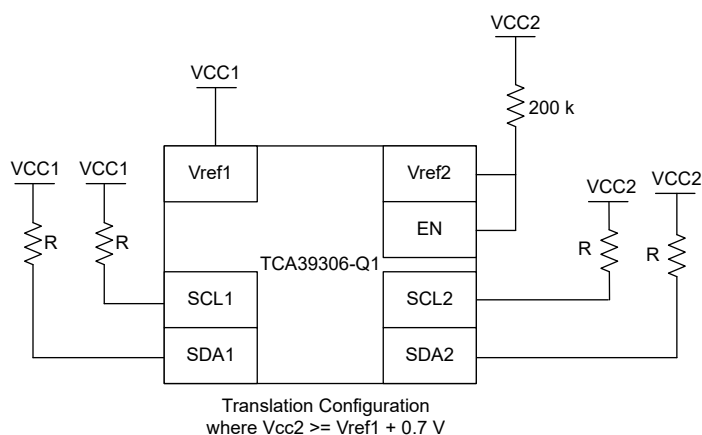 VCC2
VCC1
200 k
VCC1 VCC1
Vref1
Vref2
VCC2 VCC2
EN
R R
R R
TCA39306-Q1
SCL1
SCL2
SDA1
SDA2
Translation Configuration
where Vcc2 >= Vref1 + 0.7 V